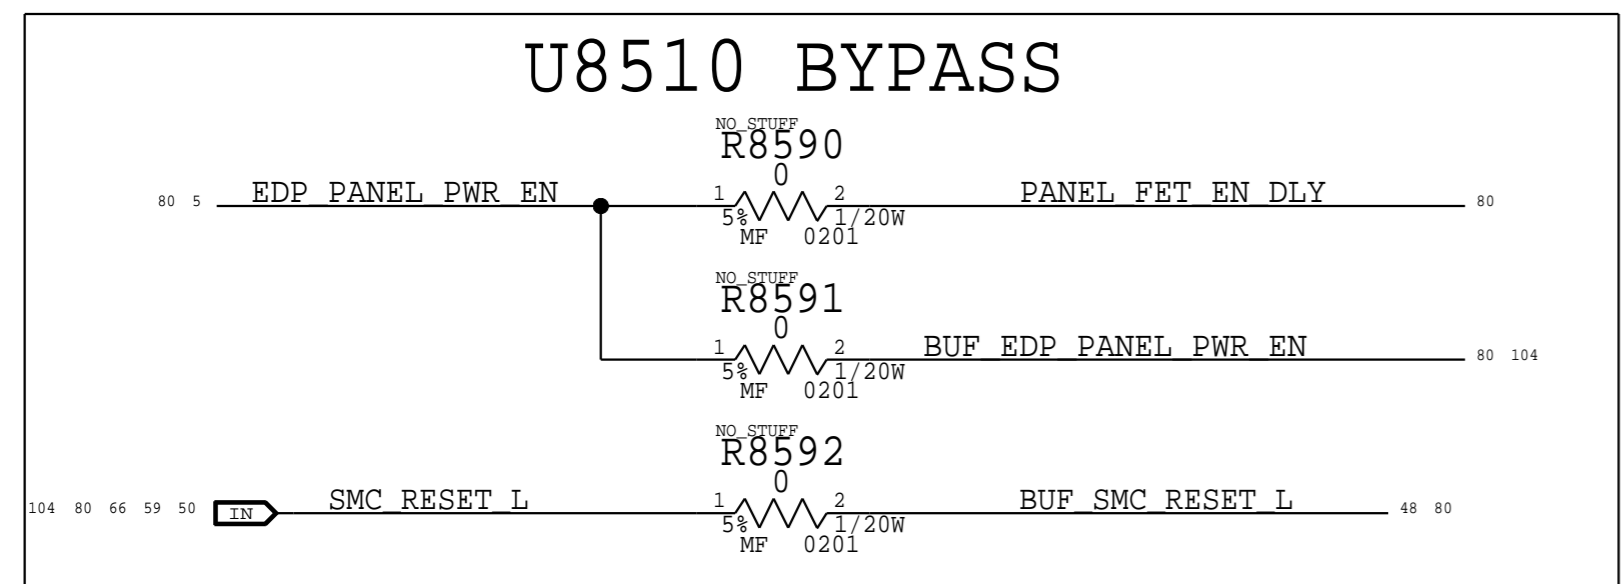 U8510 BYPASS
NO_STUFF
R8590
0
80 5 EDP_PANEL_PWR_EN 1 2 PANEL_FET_EN_DLY 80
5% 1/20W
MF 0201
NO_STUFF
R8591
0
1 2 BUF_EDP_PANEL_PWR_EN 80 104
5% 1/20W
MF 0201
NO_STUFF
R8592
0
104 80 66 59 50 IN SMC_RESET_L 1 2 BUF_SMC_RESET_L 48 80
5% 1/20W
MF 0201